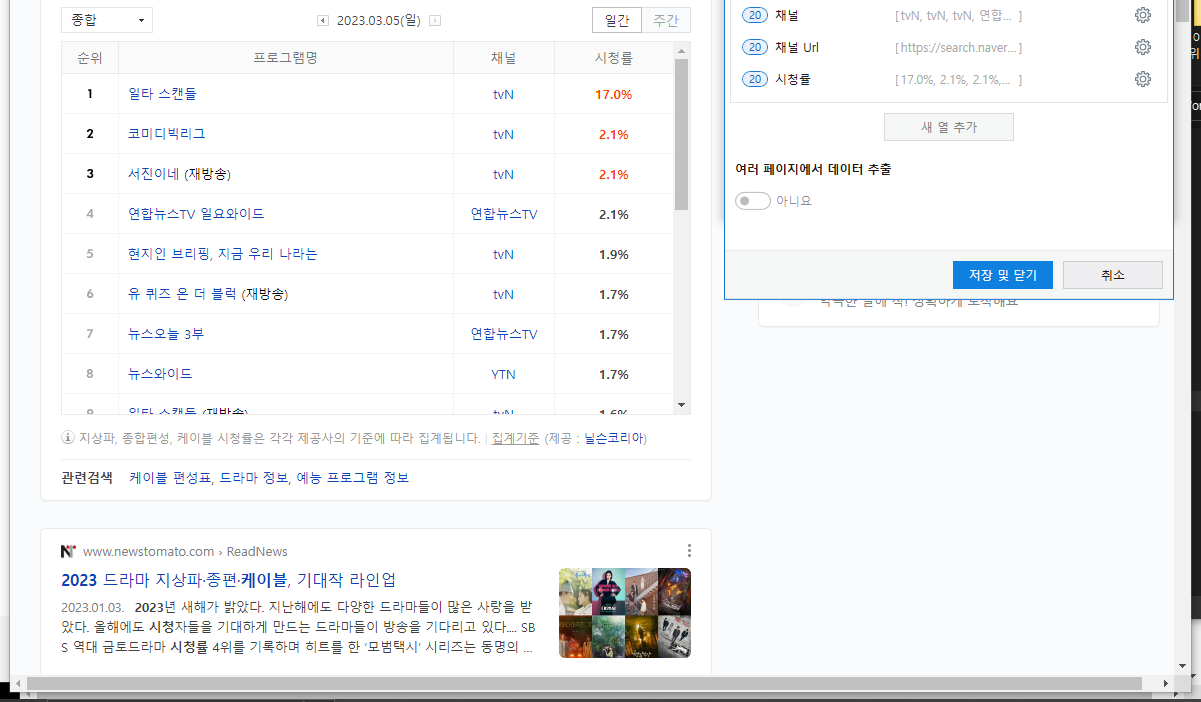 종합
2023.03.05(일)
일간 주간
순위 프로그램명 채널 시청률
1 일타 스캔들 tvN 17.0%
2 코미디빅리그 tvN 2.1%
3 서진이네 (재방송) tvN 2.1%
4 연합뉴스TV 일요와이드 연합뉴스TV 2.1%
5 현지인 브리핑, 지금 우리 나라는 tvN 1.9%
6 유 퀴즈 온 더 블럭 (재방송) tvN 1.7%
7 뉴스오늘 3부 연합뉴스TV 1.7%
8 뉴스와이드 YTN 1.7%
9 일타 스캔들 (재방송) tvN 1.6%
지상파, 종합편성, 케이블 시청률은 각각 제공사의 기준에 따라 집계됩니다. | 집계기준 (제공 : 닐슨코리아)
관련검색 케이블 편성표, 드라마 정보, 예능 프로그램 정보
www.newstomato.com › ReadNews
2023 드라마 지상파·종편·케이블, 기대작 라인업
2023.01.03. 2023년 새해가 밝았다. 지난해에도 다양한 드라마들이 많은 사랑을 받
았다. 올해에도 시청자들을 기대하게 만드는 드라마들이 방송을 기다리고 있다.... SB
S 역대 금토드라마 시청률 4위를 기록하며 히트를 한 '모범택시' 시리즈는 동명의 ...
20 채널 [tvN, tvN, tvN, 연합... ]
20 채널 Url [https://search.naver... ]
20 시청률 [17.0%, 2.1%, 2.1%,... ]
새 열 추가
여러 페이지에서 데이터 추출
아니요
저장 및 닫기 취소